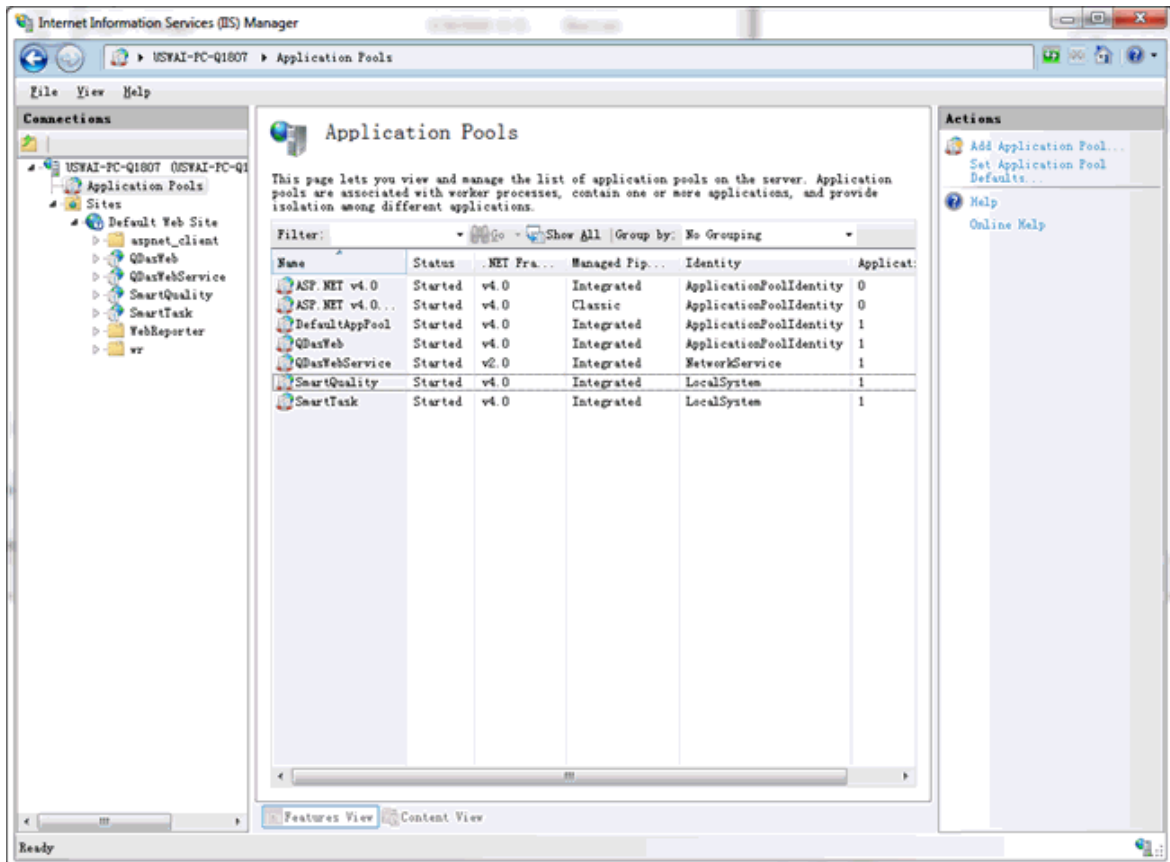 Internet Information Services (IIS) Manager
USWAI-PC-Q1807 Application Pools
File View Help
Connections
USWAI-PC-Q1807 (USWAI-PC-Q1
Application Pools
Sites
Default Web Site
aspnet_client
QDasWeb
QDasWebService
SmartQuality
SmartTask
WebReporter
wr
Application Pools
This page lets you view and manage the list of application pools on the server. Application
pools are associated with worker processes, contain one or more applications, and provide
isolation among different applications.
Filter: Go Show All Group by: No Grouping
Name Status .NET Fra... Managed Pip... Identity Applicat:
ASP.NET v4.0 Started v4.0 Integrated ApplicationPoolIdentity 0
ASP.NET v4.0... Started v4.0 Classic ApplicationPoolIdentity 0
DefaultAppPool Started v4.0 Integrated ApplicationPoolIdentity 1
QDasWeb Started v4.0 Integrated ApplicationPoolIdentity 1
QDasWebService Started v2.0 Integrated NetworkService 1
SmartQuality Started v4.0 Integrated LocalSystem 1
SmartTask Started v4.0 Integrated LocalSystem 1
Features View Content View
Actions
Add Application Pool...
Set Application Pool
Defaults...
Help
Online Help
Ready